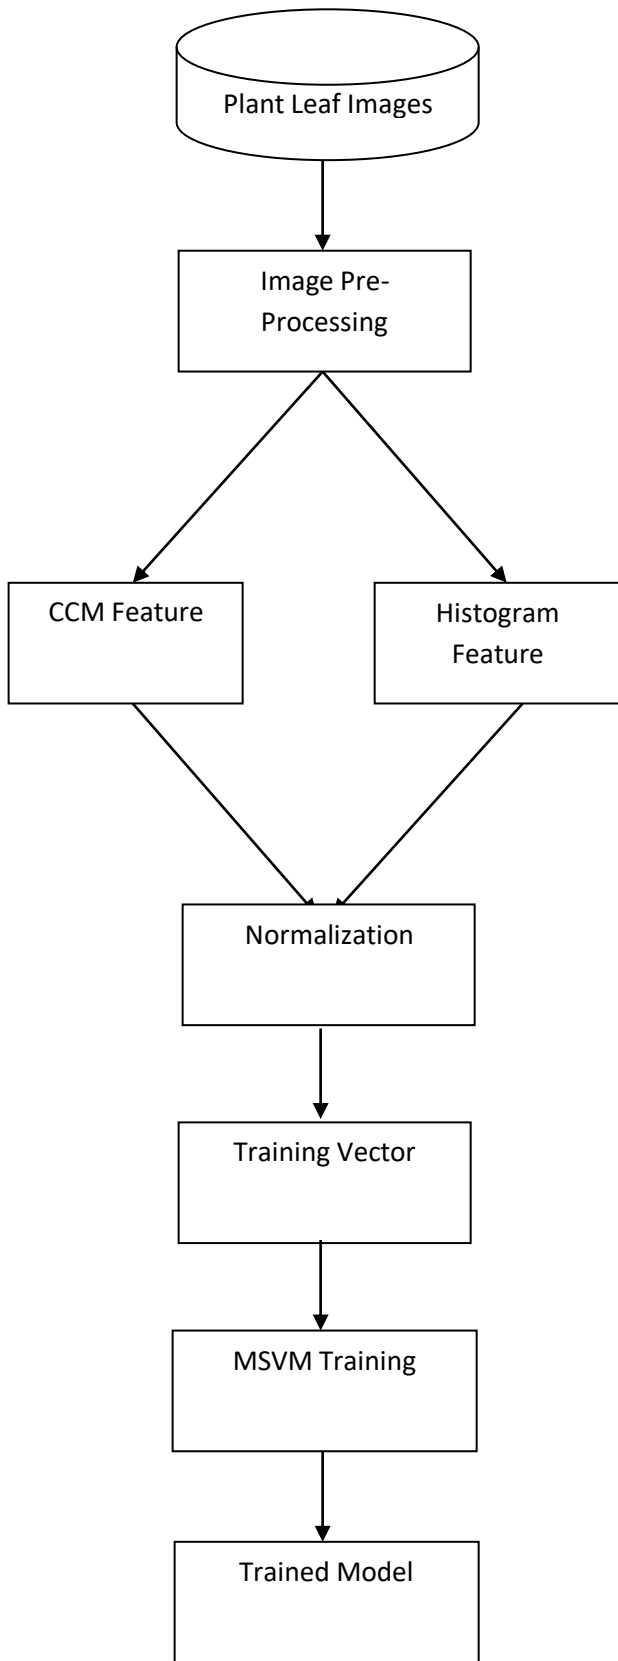 Plant Leaf Images
Image Pre-
Processing
CCM Feature
Histogram
Feature
Normalization
Training Vector
MSVM Training
Trained Model